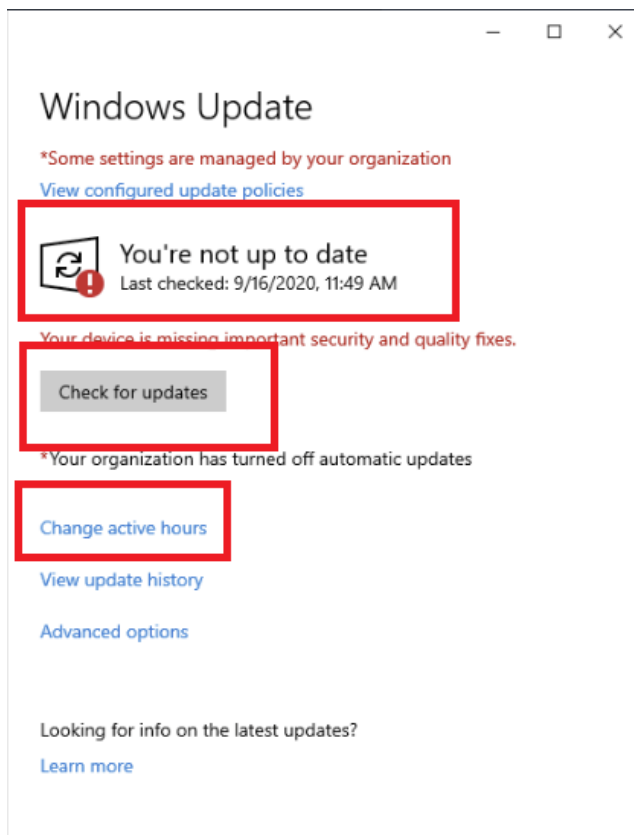 Windows Update
*Some settings are managed by your organization
View configured update policies
You're not up to date
Last checked: 9/16/2020, 11:49 AM
Your device is missing important security and quality fixes.
Check for updates
*Your organization has turned off automatic updates
Change active hours
View update history
Advanced options
Looking for info on the latest updates?
Learn more